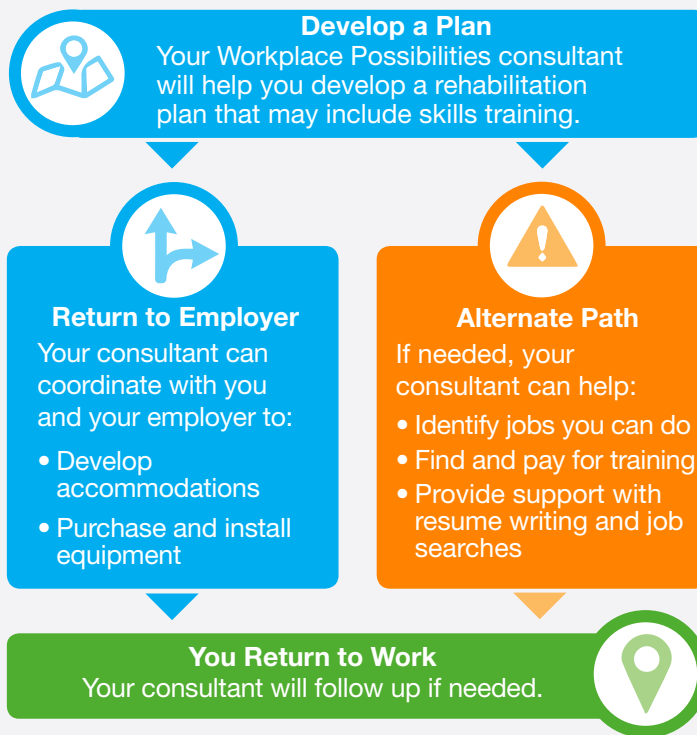 Develop a Plan
Your Workplace Possibilities consultant
will help you develop a rehabilitation
plan that may include skills training.
Return to Employer
Your consultant can
coordinate with you
and your employer to:
• Develop
accommodations
• Purchase and install
equipment
Alternate Path
If needed, your
consultant can help:
• Identify jobs you can do
• Find and pay for training
• Provide support with
resume writing and job
searches
You Return to Work
Your consultant will follow up if needed.